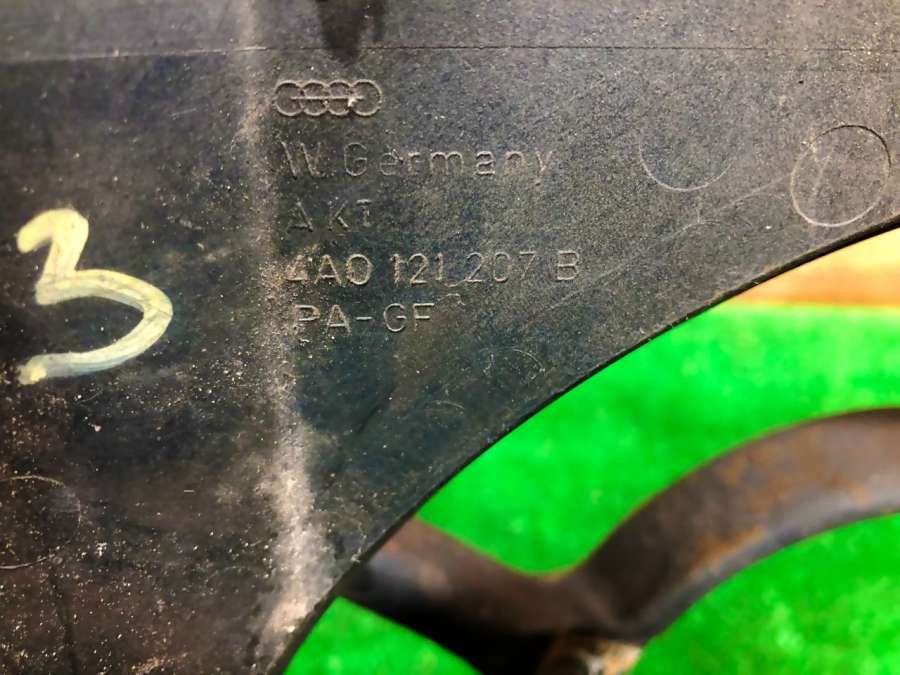 W.Germany
AKT
4A0 121 207 B
PA-GF
3